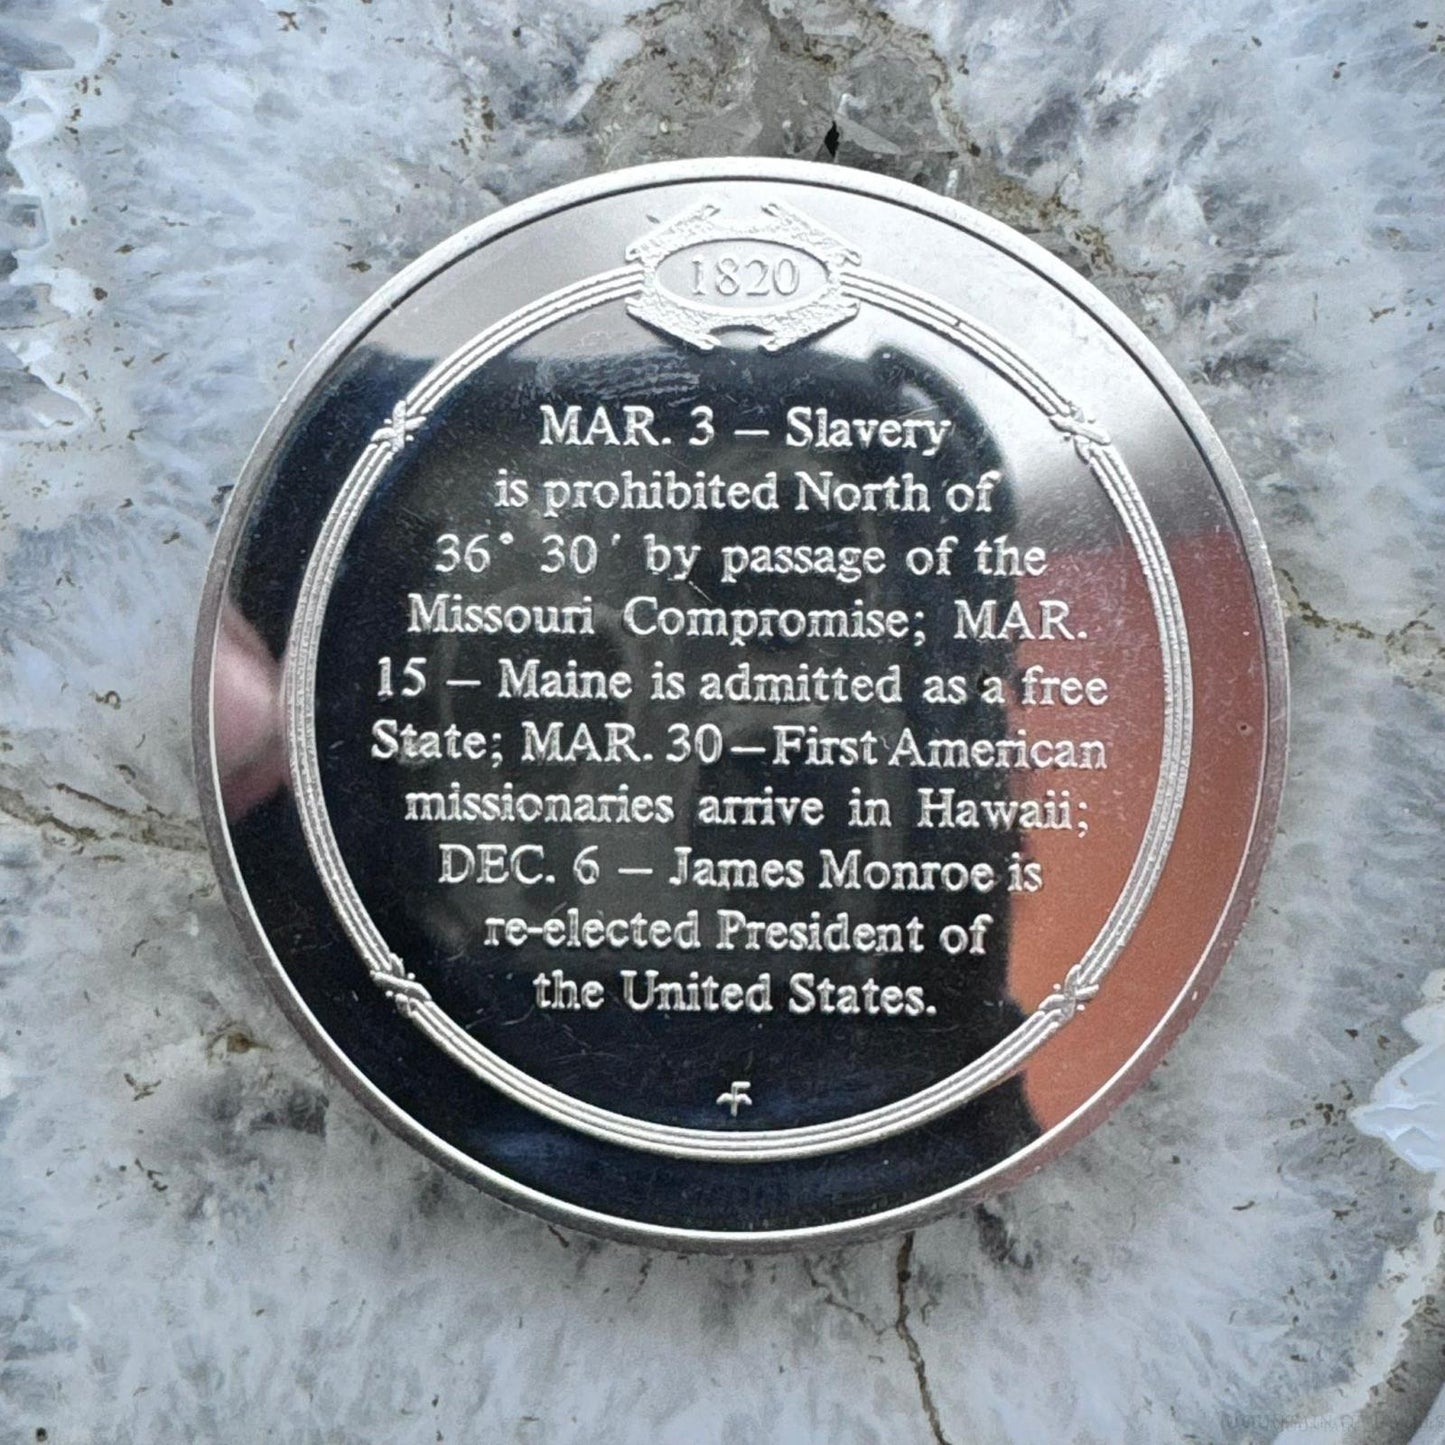 1820
MAR. 3 – Slavery
is prohibited North of
36° 30′ by passage of the
Missouri Compromise; MAR.
15 – Maine is admitted as a free
State; MAR. 30 – First American
missionaries arrive in Hawaii;
DEC. 6 – James Monroe is
re-elected President of
the United States.